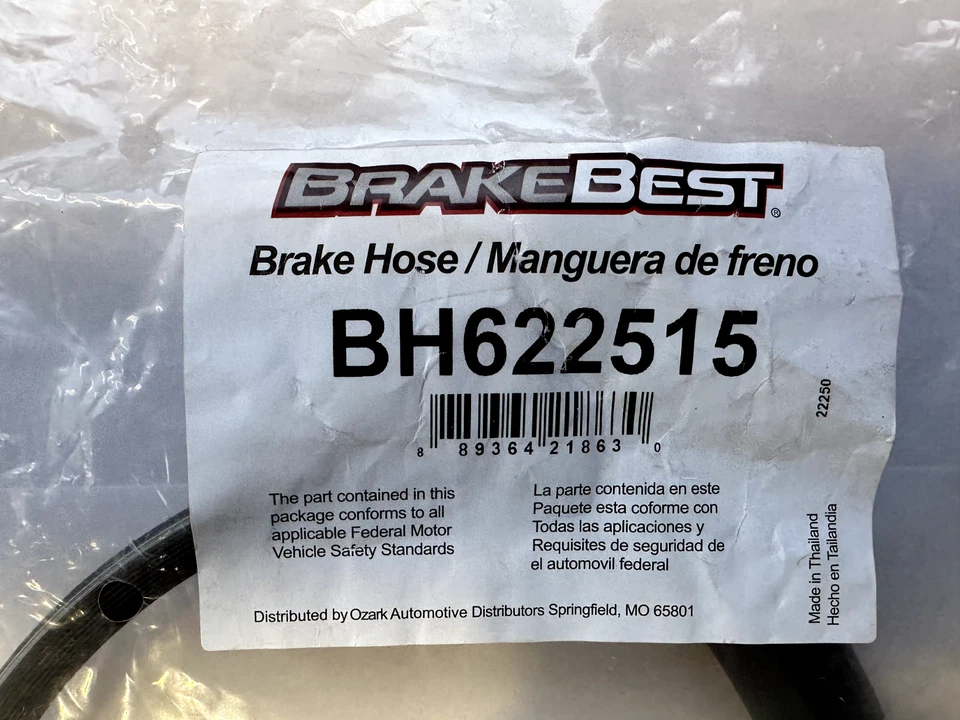 BRAKEBEST®
Brake Hose / Manguera de freno
BH622515
8 89364 21863 0
22250
The part contained in this
package conforms to all
applicable Federal Motor
Vehicle Safety Standards
La parte contenida en este
Paquete esta coforme con
Todas las aplicaciones y
Requisites de seguridad de
el automovil federal
Made in Thailand
Hecho en Tailandia
Distributed by Ozark Automotive Distributors Springfield, MO 65801